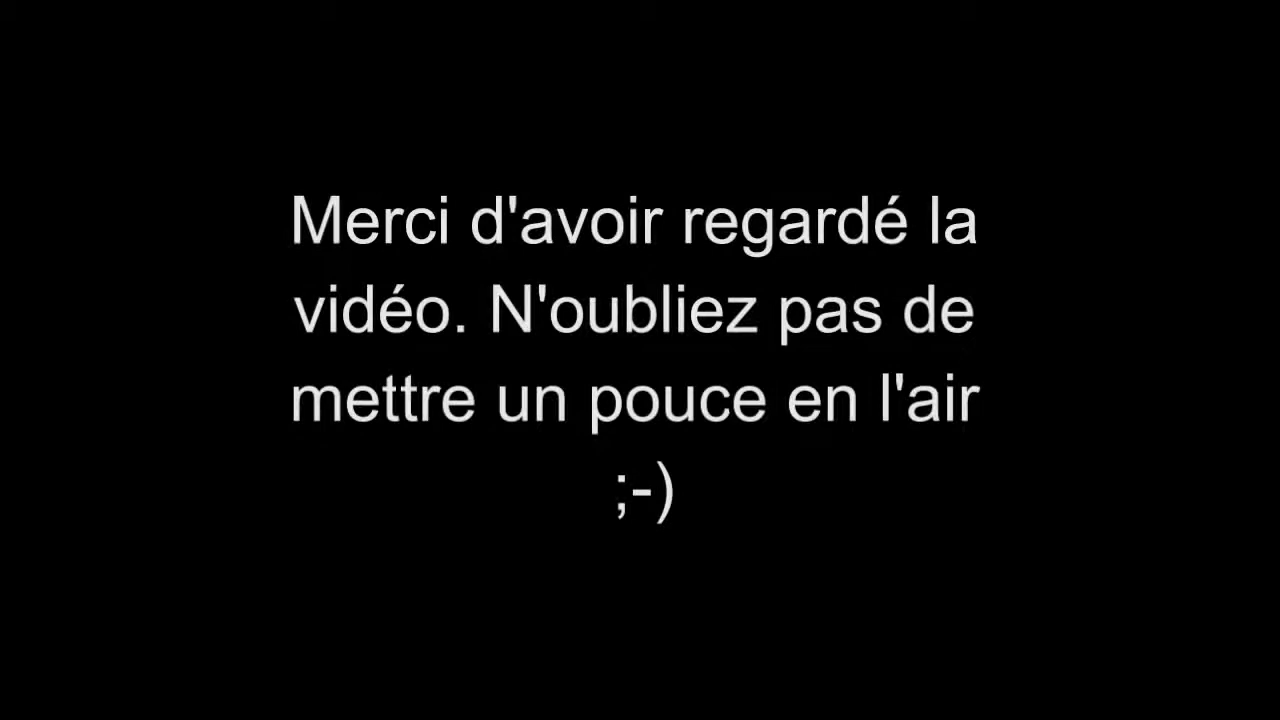 Merci d'avoir regardé la
vidéo. N'oubliez pas de
mettre un pouce en l'air
;-)